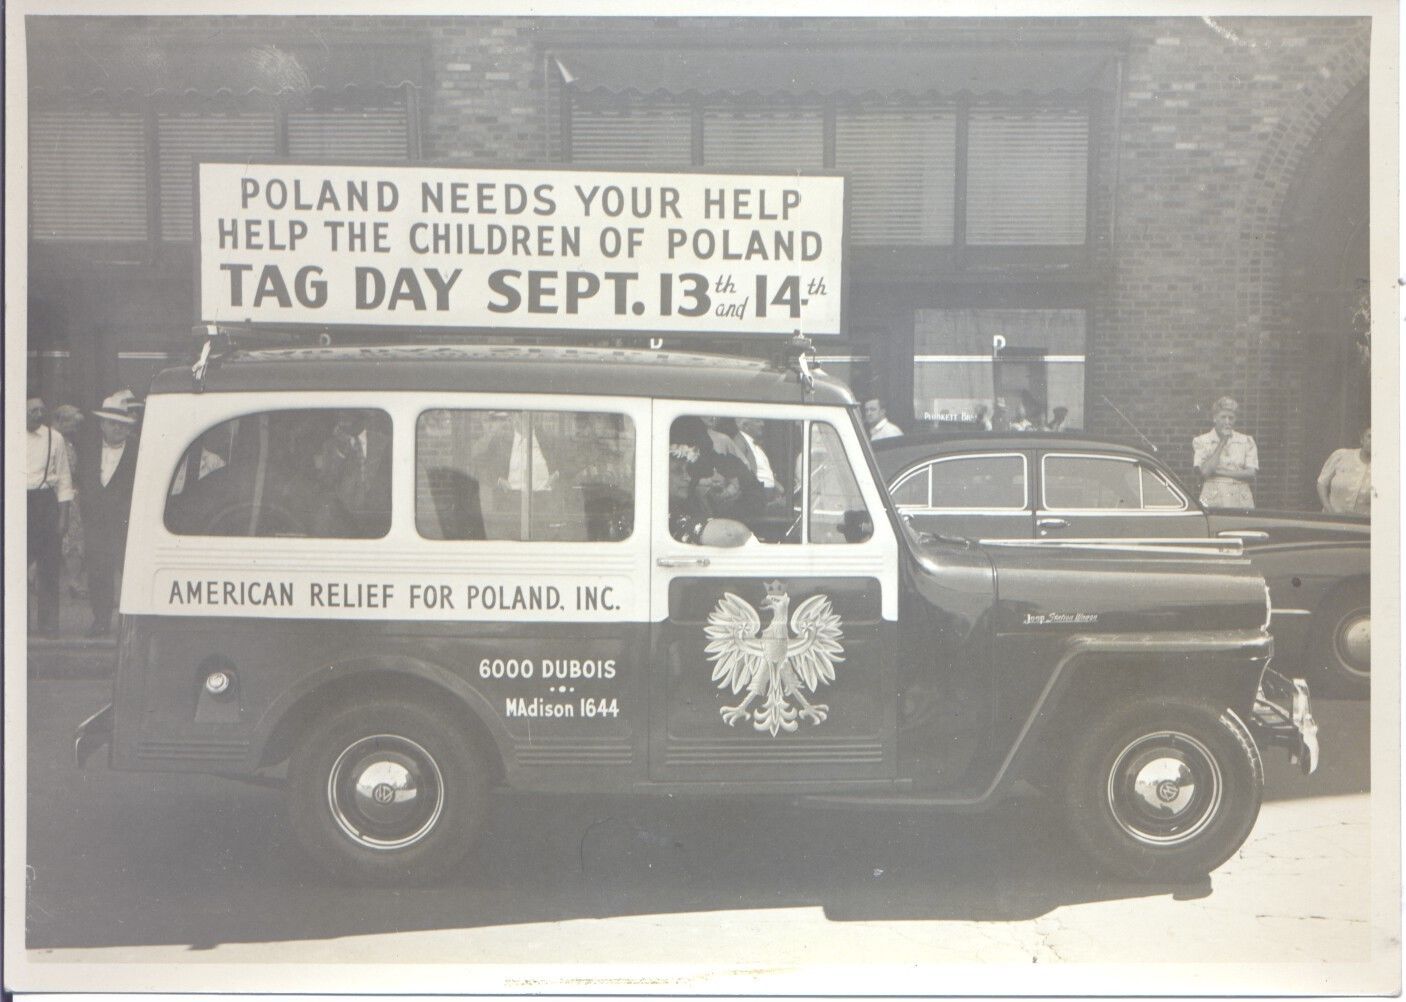 POLAND NEEDS YOUR HELP
HELP THE CHILDREN OF POLAND
TAG DAY SEPT. 13th and 14th
AMERICAN RELIEF FOR POLAND, INC.
6000 DUBOIS
MAdison 1644
Jeep Station Wagon